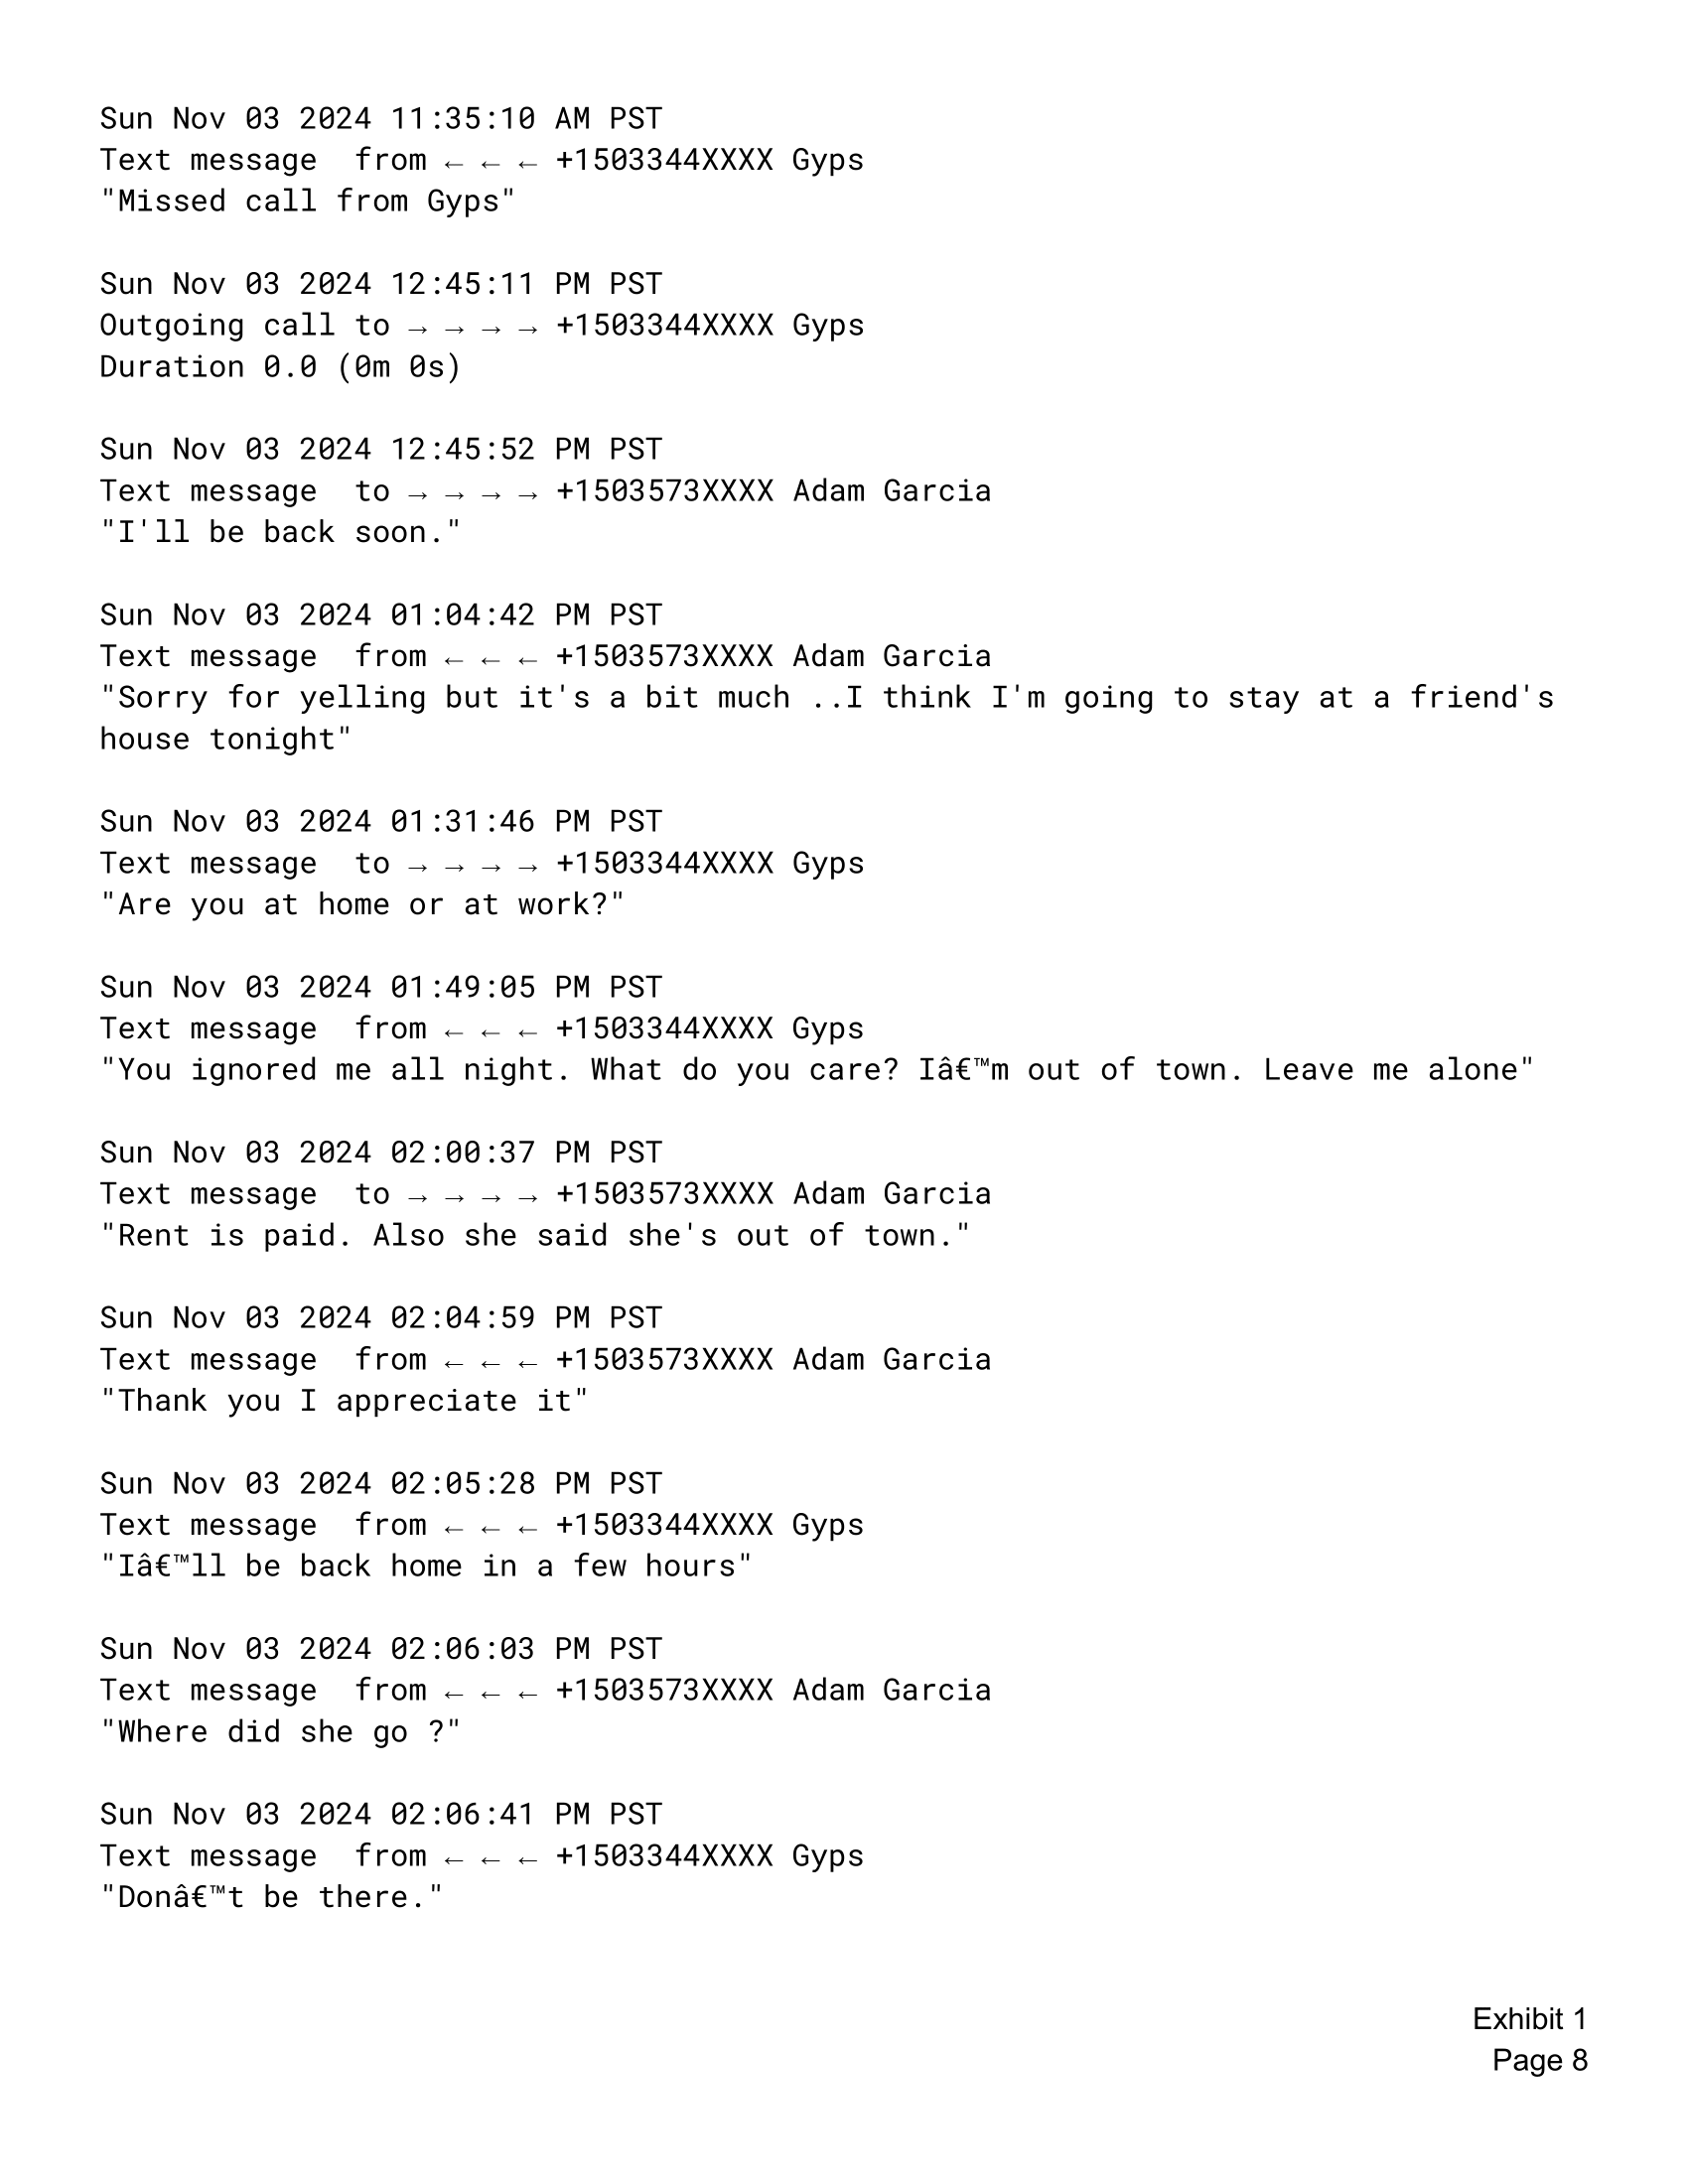 Sun Nov 03 2024 11:35:10 AM PST
Text message  from ← ← ← +1503344XXXX Gyps
"Missed call from Gyps"
Sun Nov 03 2024 12:45:11 PM PST
Outgoing call to → → → → +1503344XXXX Gyps
Duration 0.0 (0m 0s)
Sun Nov 03 2024 12:45:52 PM PST
Text message  to → → → → +1503573XXXX Adam Garcia
"I'll be back soon."
Sun Nov 03 2024 01:04:42 PM PST
Text message  from ← ← ← +1503573XXXX Adam Garcia
"Sorry for yelling but it's a bit much ..I think I'm going to stay at a friend's
house tonight"
Sun Nov 03 2024 01:31:46 PM PST
Text message  to → → → → +1503344XXXX Gyps
"Are you at home or at work?"
Sun Nov 03 2024 01:49:05 PM PST
Text message  from ← ← ← +1503344XXXX Gyps
"You ignored me all night. What do you care? Iâ€™m out of town. Leave me alone"
Sun Nov 03 2024 02:00:37 PM PST
Text message  to → → → → +1503573XXXX Adam Garcia
"Rent is paid. Also she said she's out of town."
Sun Nov 03 2024 02:04:59 PM PST
Text message  from ← ← ← +1503573XXXX Adam Garcia
"Thank you I appreciate it"
Sun Nov 03 2024 02:05:28 PM PST
Text message  from ← ← ← +1503344XXXX Gyps
"Iâ€™ll be back home in a few hours"
Sun Nov 03 2024 02:06:03 PM PST
Text message  from ← ← ← +1503573XXXX Adam Garcia
"Where did she go ?"
Sun Nov 03 2024 02:06:41 PM PST
Text message  from ← ← ← +1503344XXXX Gyps
"Donâ€™t be there."
Exhibit 1
Page 8